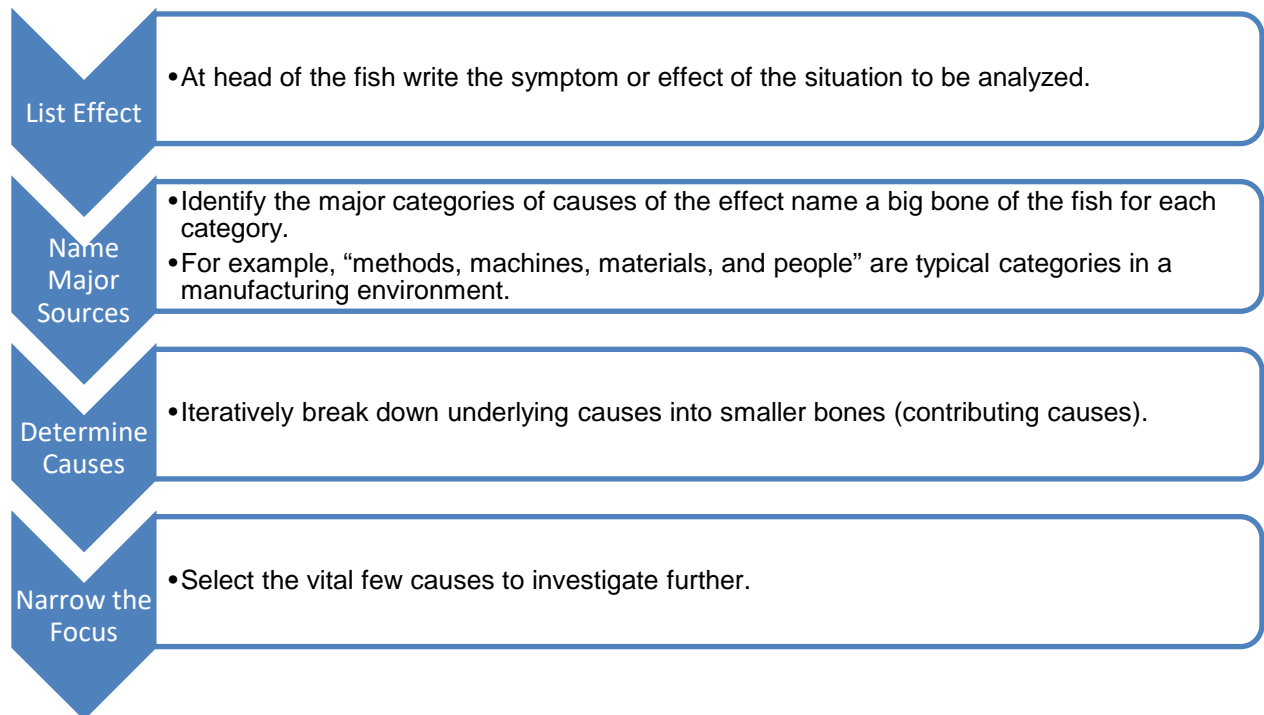 List Effect
•At head of the fish write the symptom or effect of the situation to be analyzed.
Name
Major
Sources
•Identify the major categories of causes of the effect name a big bone of the fish for each
category.
•For example, “methods, machines, materials, and people” are typical categories in a
manufacturing environment.
Determine
Causes
•Iteratively break down underlying causes into smaller bones (contributing causes).
Narrow the
Focus
•Select the vital few causes to investigate further.